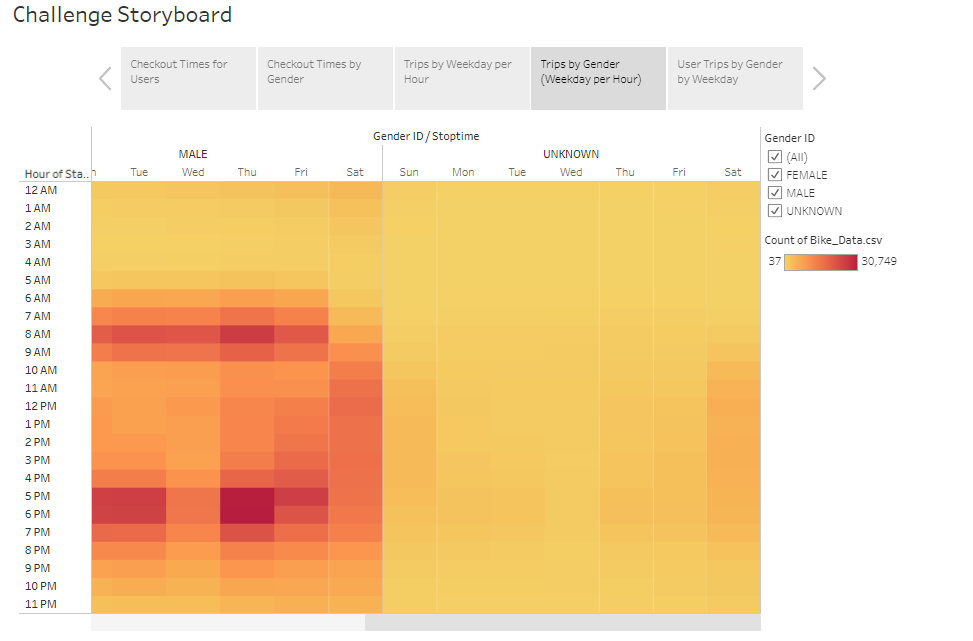 Challenge Storyboard
Checkout Times for
Users
Checkout Times by
Gender
Trips by Weekday per
Hour
Trips by Gender
(Weekday per Hour)
User Trips by Gender
by Weekday
Gender ID / Stoptime
MALE UNKNOWN
Hour of Sta.. n Tue Wed Thu Fri Sat Sun Mon Tue Wed Thu Fri Sat
12 AM
1 AM
2 AM
3 AM
4 AM
5 AM
6 AM
7 AM
8 AM
9 AM
10 AM
11 AM
12 PM
1 PM
2 PM
3 PM
4 PM
5 PM
6 PM
7 PM
8 PM
9 PM
10 PM
11 PM
Gender ID
(All)
FEMALE
MALE
UNKNOWN
Count of Bike_Data.csv
37 30,749